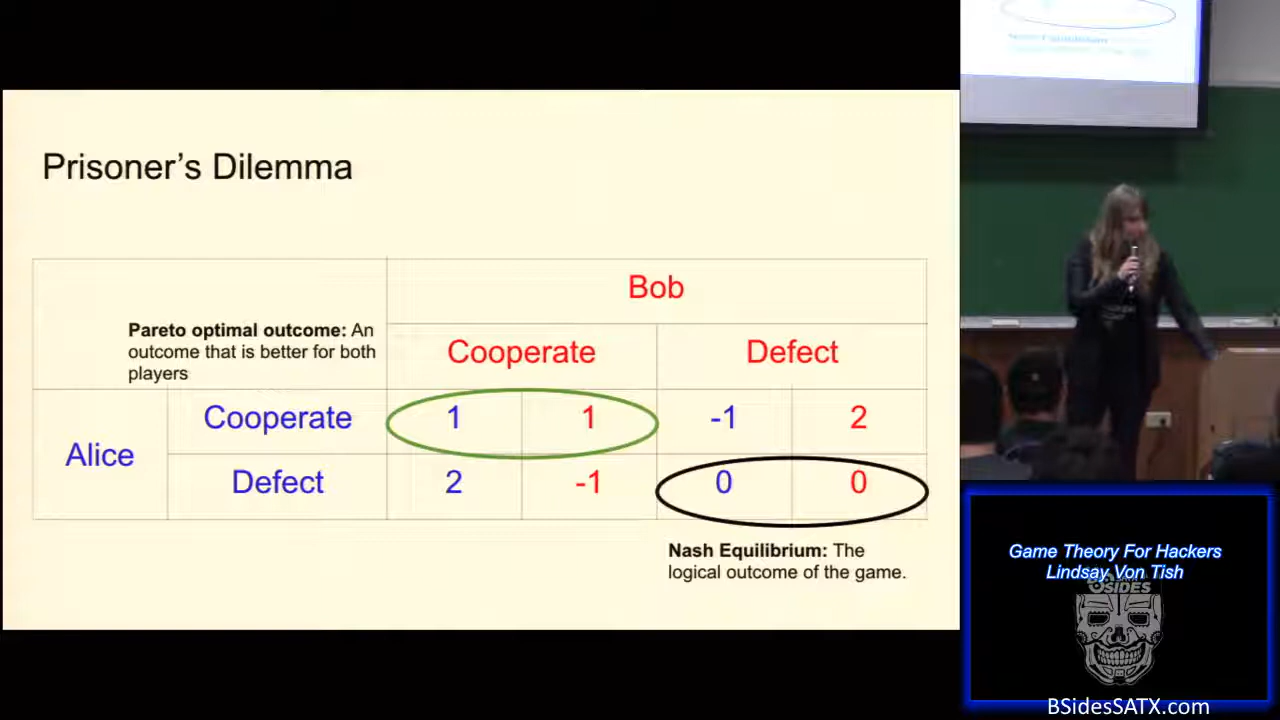 Prisoner's Dilemma
Bob
Pareto optimal outcome: An
outcome that is better for both
players
Cooperate
Defect
Alice
Cooperate
1
1
-1
2
Defect
2
-1
0
0
Nash Equilibrium: The
logical outcome of the game.
Game Theory For Hackers
Lindsay Von Tish
BSIDES
BSidesSATX.com